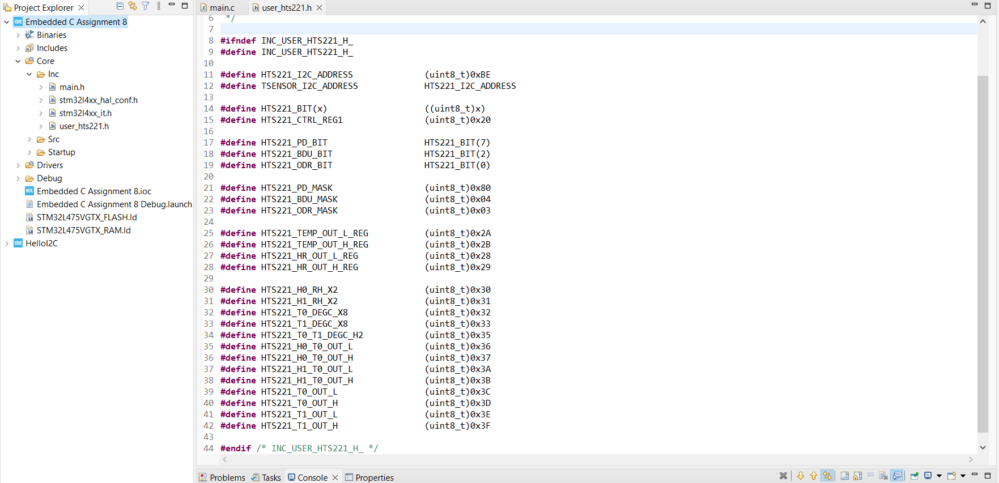 Project Explorer
Embedded C Assignment 8
Binaries
Includes
Core
Inc
main.h
stm32l4xx_hal_conf.h
stm32l4xx_it.h
user_hts221.h
Src
Startup
Drivers
Debug
Embedded C Assignment 8.ioc
Embedded C Assignment 8 Debug.launch
STM32L475VGTX_FLASH.ld
STM32L475VGTX_RAM.ld
HelloI2C
main.c user_hts221.h
6 */
7
8 #ifndef INC_USER_HTS221_H_
9 #define INC_USER_HTS221_H_
10
11 #define HTS221_I2C_ADDRESS (uint8_t)0xBE
12 #define TSENSOR_I2C_ADDRESS HTS221_I2C_ADDRESS
13
14 #define HTS221_BIT(x) ((uint8_t)x)
15 #define HTS221_CTRL_REG1 (uint8_t)0x20
16
17 #define HTS221_PD_BIT HTS221_BIT(7)
18 #define HTS221_BDU_BIT HTS221_BIT(2)
19 #define HTS221_ODR_BIT HTS221_BIT(0)
20
21 #define HTS221_PD_MASK (uint8_t)0x80
22 #define HTS221_BDU_MASK (uint8_t)0x04
23 #define HTS221_ODR_MASK (uint8_t)0x03
24
25 #define HTS221_TEMP_OUT_L_REG (uint8_t)0x2A
26 #define HTS221_TEMP_OUT_H_REG (uint8_t)0x2B
27 #define HTS221_HR_OUT_L_REG (uint8_t)0x28
28 #define HTS221_HR_OUT_H_REG (uint8_t)0x29
29
30 #define HTS221_H0_RH_X2 (uint8_t)0x30
31 #define HTS221_H1_RH_X2 (uint8_t)0x31
32 #define HTS221_T0_DEGC_X8 (uint8_t)0x32
33 #define HTS221_T1_DEGC_X8 (uint8_t)0x33
34 #define HTS221_T0_T1_DEGC_H2 (uint8_t)0x35
35 #define HTS221_H0_T0_OUT_L (uint8_t)0x36
36 #define HTS221_H0_T0_OUT_H (uint8_t)0x37
37 #define HTS221_H1_T0_OUT_L (uint8_t)0x3A
38 #define HTS221_H1_T0_OUT_H (uint8_t)0x3B
39 #define HTS221_T0_OUT_L (uint8_t)0x3C
40 #define HTS221_T0_OUT_H (uint8_t)0x3D
41 #define HTS221_T1_OUT_L (uint8_t)0x3E
42 #define HTS221_T1_OUT_H (uint8_t)0x3F
43
44 #endif /* INC_USER_HTS221_H_ */
Problems Tasks Console Properties